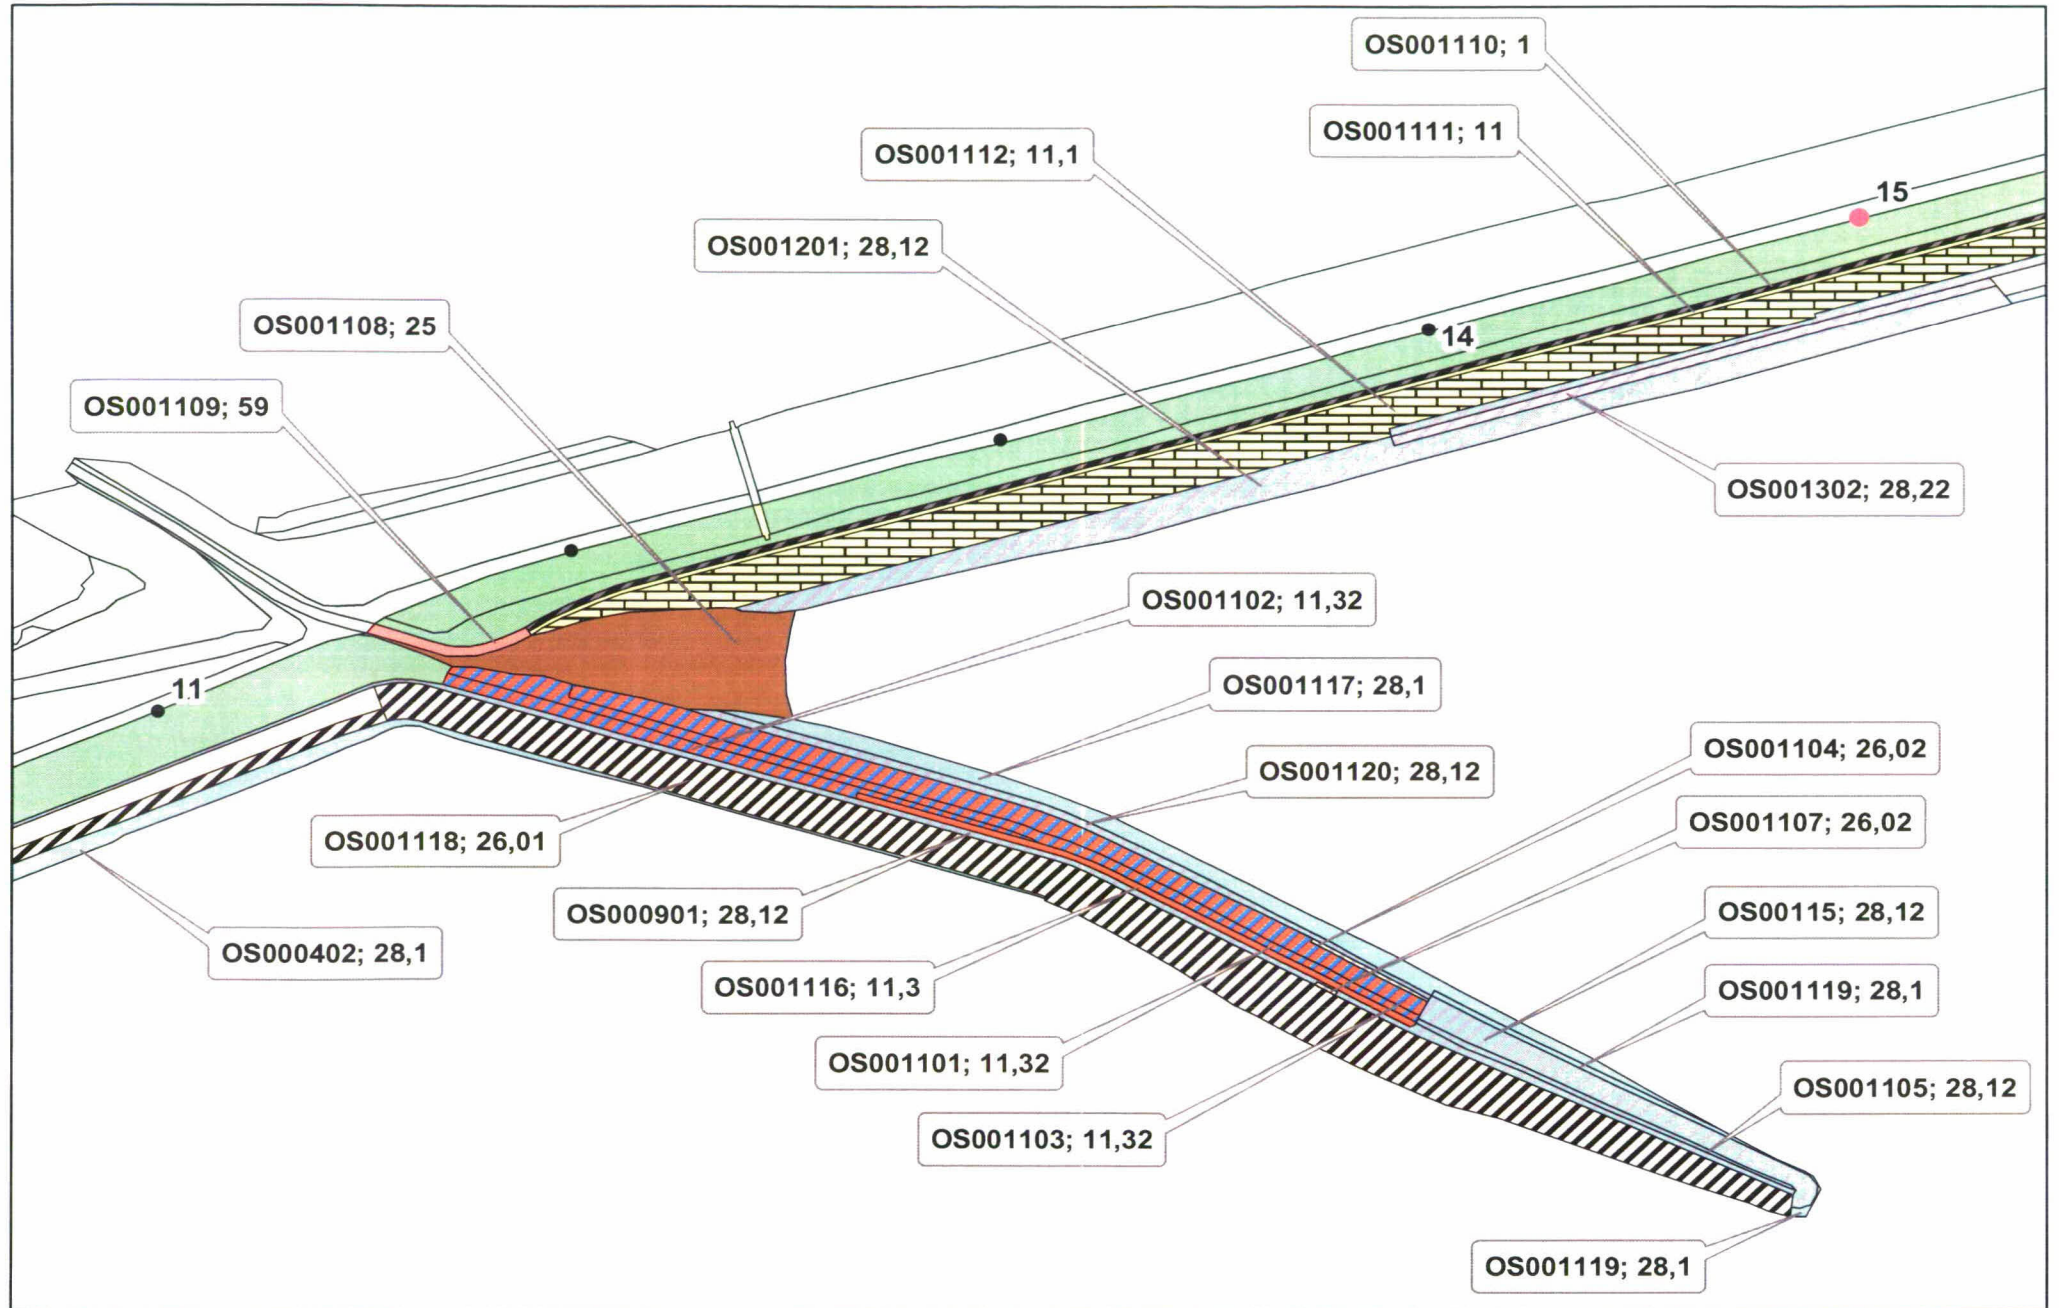 OS001110; 1
OS001111; 11
OS001112; 11,1
15
OS001201; 28,12
OS001108; 25
14
OS001109; 59
OS001302; 28,22
OS001102; 11,32
11
OS001117; 28,1
OS001104; 26,02
OS001120; 28,12
OS001107; 26,02
OS001118; 26,01
OS000901; 28,12
OS00115; 28,12
OS000402; 28,1
OS001116; 11,3
OS001119; 28,1
OS001101; 11,32
OS001105; 28,12
OS001103; 11,32
OS001119; 28,1